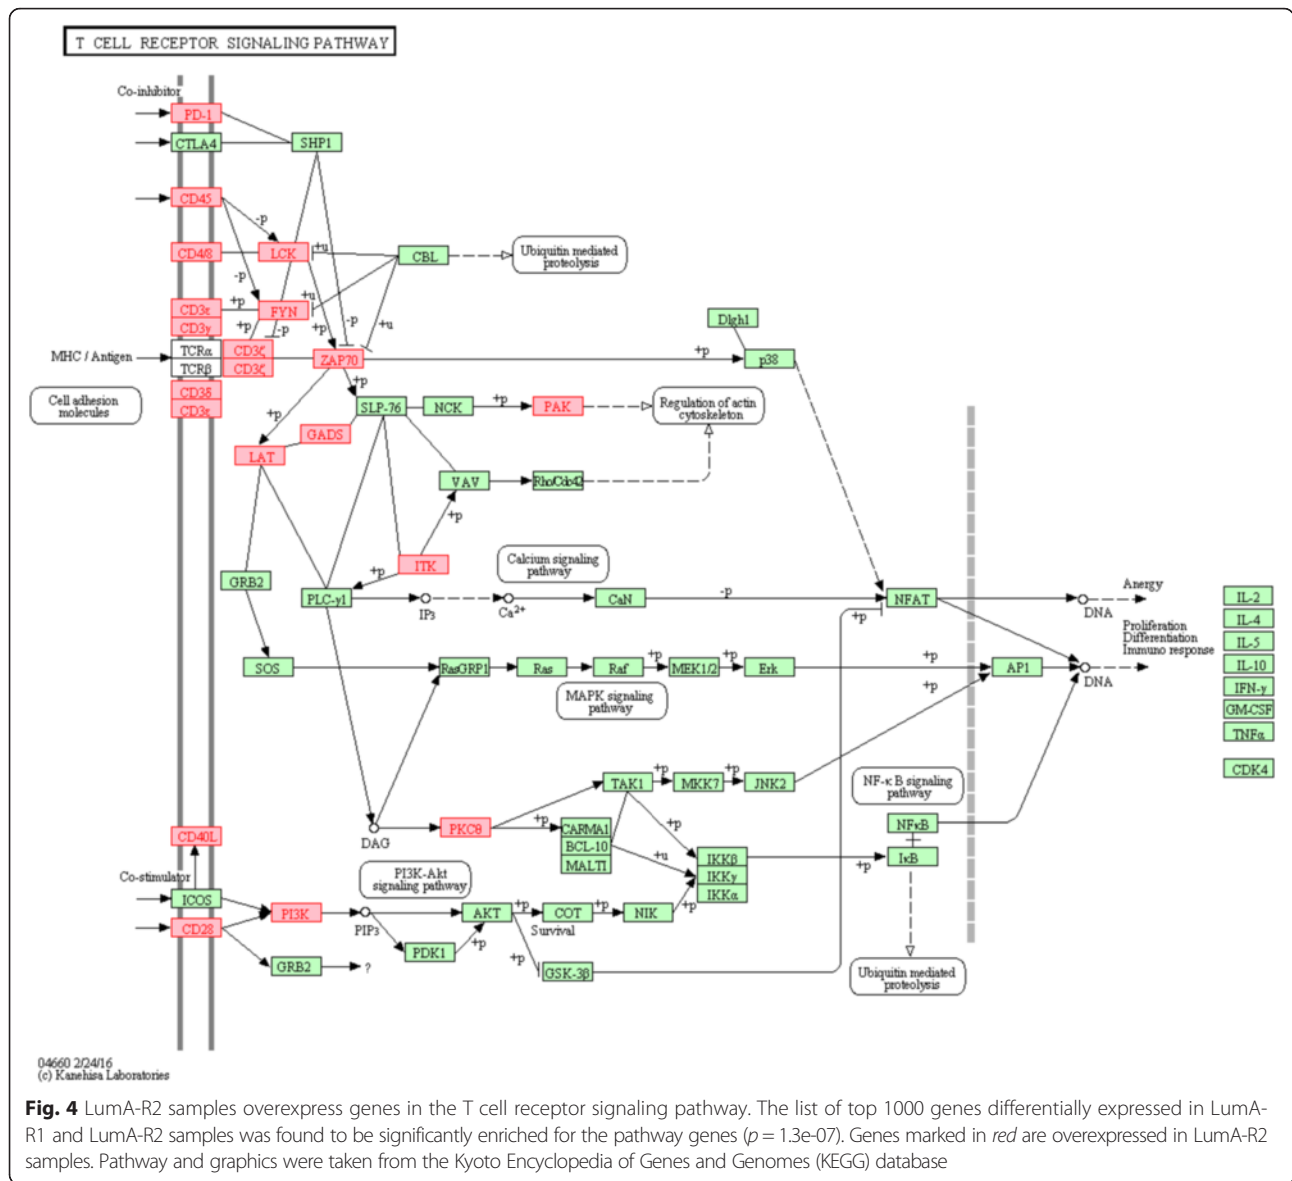 T CELL RECEPTOR SIGNALING PATHWAY
Co-inhibitor
PD-1
CTLA4
SHP1
CD45
-p
CD4/8
LCK
+u
CBL
Ubiquitin mediated
proteolysis
-p
CD3ε
+p
FYN
+u
CD3γ
+p
-p
+p
-p
+u
Dlgh1
MHC / Antigen
TCRα
CD3ζ
ZAP70
+p
p38
TCRβ
CD3ζ
Cell adhesion
molecules
CD3δ
CD3ε
+p
+p
SLP-76
NCK
+p
PAK
Regulation of actin
cytoskeleton
GADS
LAT
VAV
Rho/Cdc42
+p
ITK
+p
Calcium signaling
pathway
GRB2
PLC-γ1
IP3
Ca2+
CaN
-p
NFAT
+p
DNA
Anergy
Proliferation
Differentiation
Immuno response
IL-2
IL-4
IL-5
IL-10
IFN-γ
GM-CSF
TNFα
CDK4
SOS
RasGRP1
Ras
Raf
+p
MEK1/2
+p
Erk
+p
AP1
DNA
+p
MAPK signaling
pathway
TAK1
+p
MKK7
+p
JNK2
NF-κB signaling
pathway
CD40L
DAG
PKCθ
+p
CARMA1
BCL-10
MALT1
+p
+u
IKKβ
IKKγ
IKKα
+p
NFκB
IκB
Co-stimulator
ICOS
CD28
PI3K
PIP3
PI3K-Akt
signaling pathway
AKT
+p
COT
+p
NIK
+p
Survival
PDK1
+p
+p
GSK-3β
GRB2
?
Ubiquitin mediated
proteolysis
04660 2/24/16
(c) Kanehisa Laboratories
Fig. 4 LumA-R2 samples overexpress genes in the T cell receptor signaling pathway. The list of top 1000 genes differentially expressed in LumA-
R1 and LumA-R2 samples was found to be significantly enriched for the pathway genes (p = 1.3e-07). Genes marked in red are overexpressed in LumA-R2
samples. Pathway and graphics were taken from the Kyoto Encyclopedia of Genes and Genomes (KEGG) database